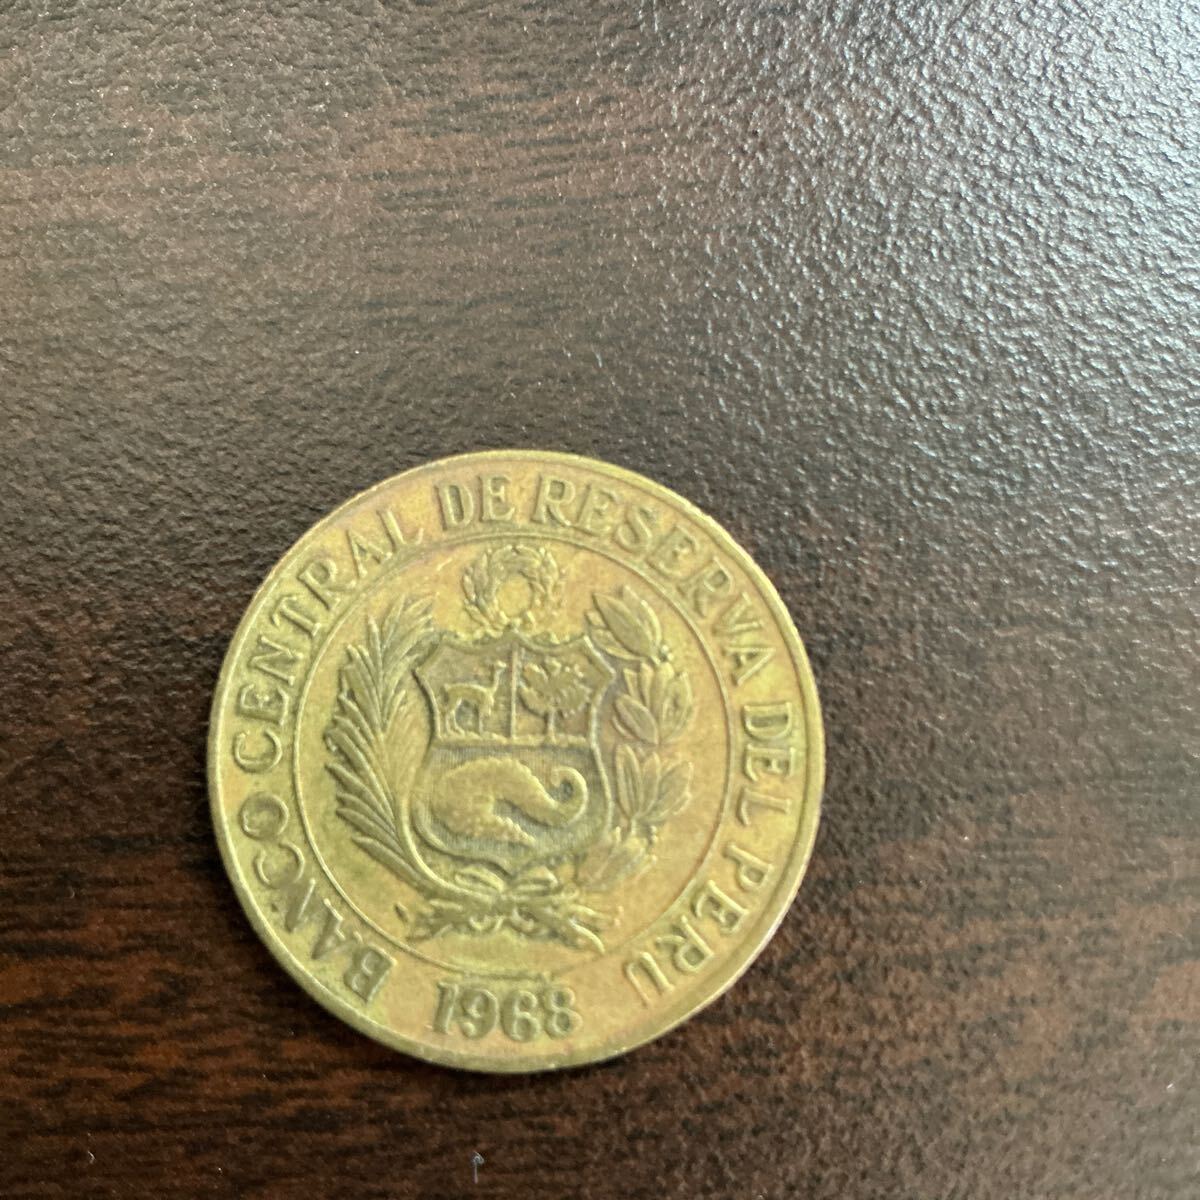 BANCO CENTRAL DE RESERVA DEL PERU
1968